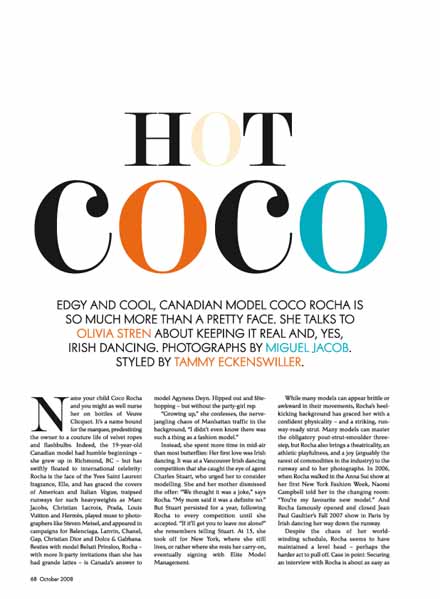 HOT
COCO
EDGY AND COOL, CANADIAN MODEL COCO ROCHA IS
SO MUCH MORE THAN A PRETTY FACE. SHE TALKS TO
OLIVIA STREN ABOUT KEEPING IT REAL AND, YES,
IRISH DANCING. PHOTOGRAPHS BY MIGUEL JACOB.
STYLED BY TAMMY ECKENSWILLER.
Name your child Coco Rocha
and you might as well nurse
her on bottles of Veuve
Clicquot. It's a name bound
for the marquee, predestining
the owner to a couture life of velvet ropes
and flashbulbs. Indeed, the 19-year-old
Canadian model had humble beginnings –
she grew up in Richmond, BC – but has
swiftly floated to international celebrity:
Rocha is the face of the Yves Saint Laurent
fragrance, Elle, and has graced the covers
of American and Italian Vogue, traipsed
runways for such heavyweights as Marc
Jacobs, Christian Lacroix, Prada, Louis
Vuitton and Hermès, played muse to photo-
graphers like Steven Meisel, and appeared in
campaigns for Balenciaga, Lanvin, Chanel,
Gap, Christian Dior and Dolce & Gabbana.
Besties with model Behati Prinsloo, Rocha –
with more It-party invitations than she has
had grande lattes – is Canada's answer to
model Agyness Deyn. Hipped out and lithe-
hopping – but without the party-girl rep.
"Growing up," she confesses, the nerve-
jangling chaos of Manhattan traffic in the
background, "I didn't even know there was
such a thing as a fashion model."
Instead, she spent more time in mid-air
than most butterflies: Her first love was Irish
dancing. It was at a Vancouver Irish dancing
competition that she caught the eye of agent
Charles Stuart, who urged her to consider
modelling. She and her mother dismissed
the offer: "We thought it was a joke," says
Rocha. "My mom said it was a definite no."
But Stuart persisted for a year, following
Rocha to every competition until she
accepted. "If it'll get you to leave me alone!"
she remembers telling Stuart. At 15, she
took off for New York, where she still
lives, or rather where she rests her carry-on,
eventually signing with Elite Model
Management.
While many models can appear brittle or
awkward in their movements, Rocha's heel-
kicking background has graced her with a
confident physicality – and a striking, run-
way-ready strut. Many models can master
the obligatory pout-strut-smoulder three-
step, but Rocha also brings a theatricality, an
athletic playfulness, and a joy (arguably the
rarest of commodities in the industry) to the
runway and to her photographs. In 2006,
when Rocha walked in the Anna Sui show at
her first New York Fashion Week, Naomi
Campbell told her in the changing room:
"You're my favourite new model." And
Rocha famously opened and closed Jean
Paul Gaultier's Fall 2007 show in Paris by
Irish dancing her way down the runway.
Despite the chaos of her world-
winding schedule, Rocha seems to have
maintained a level head – perhaps the
harder act to pull off. Case in point: Securing
an interview with Rocha is about as easy as
68 October 2008